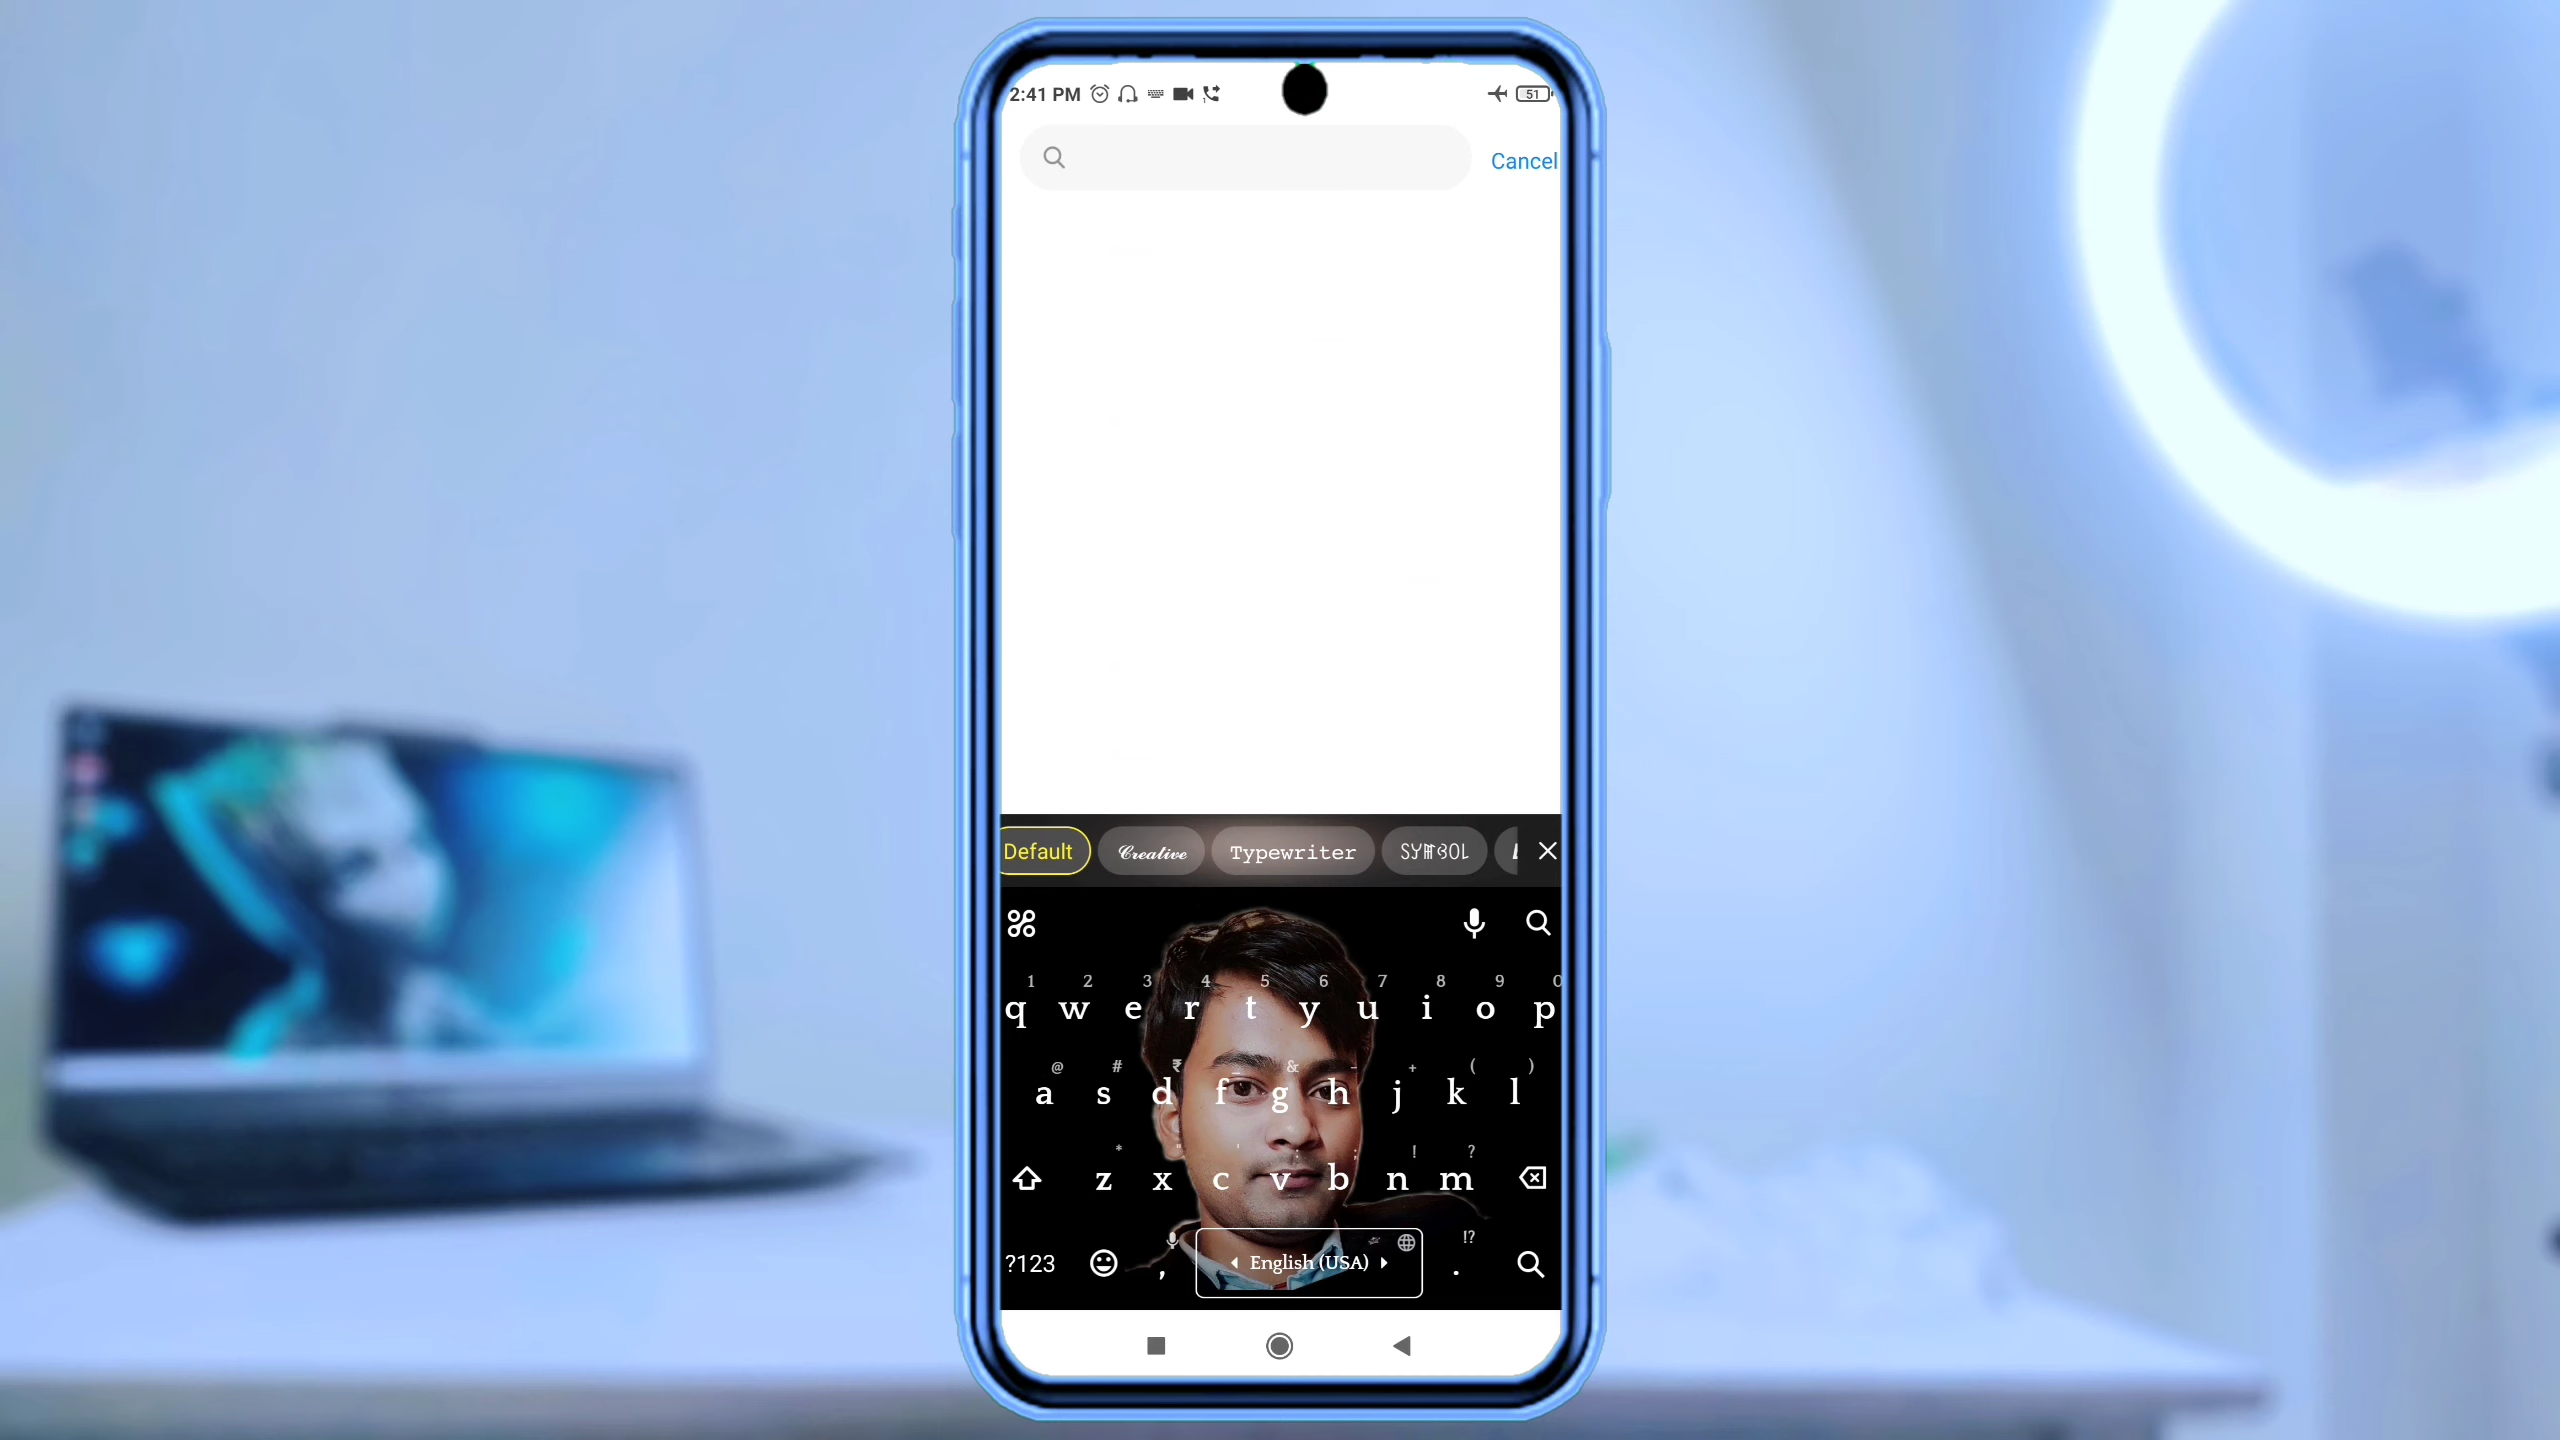 2:41 PM 51
Cancel
Default Creative Typewriter SYMBOL
1 2 3 4 5 6 7 8 9 0
q w e r t y u i o p
@ # ₹ _ & - + ( )
a s d f g h j k l
* " ' : ; ! ?
z x c v b n m
!?
?123 , English (USA) .